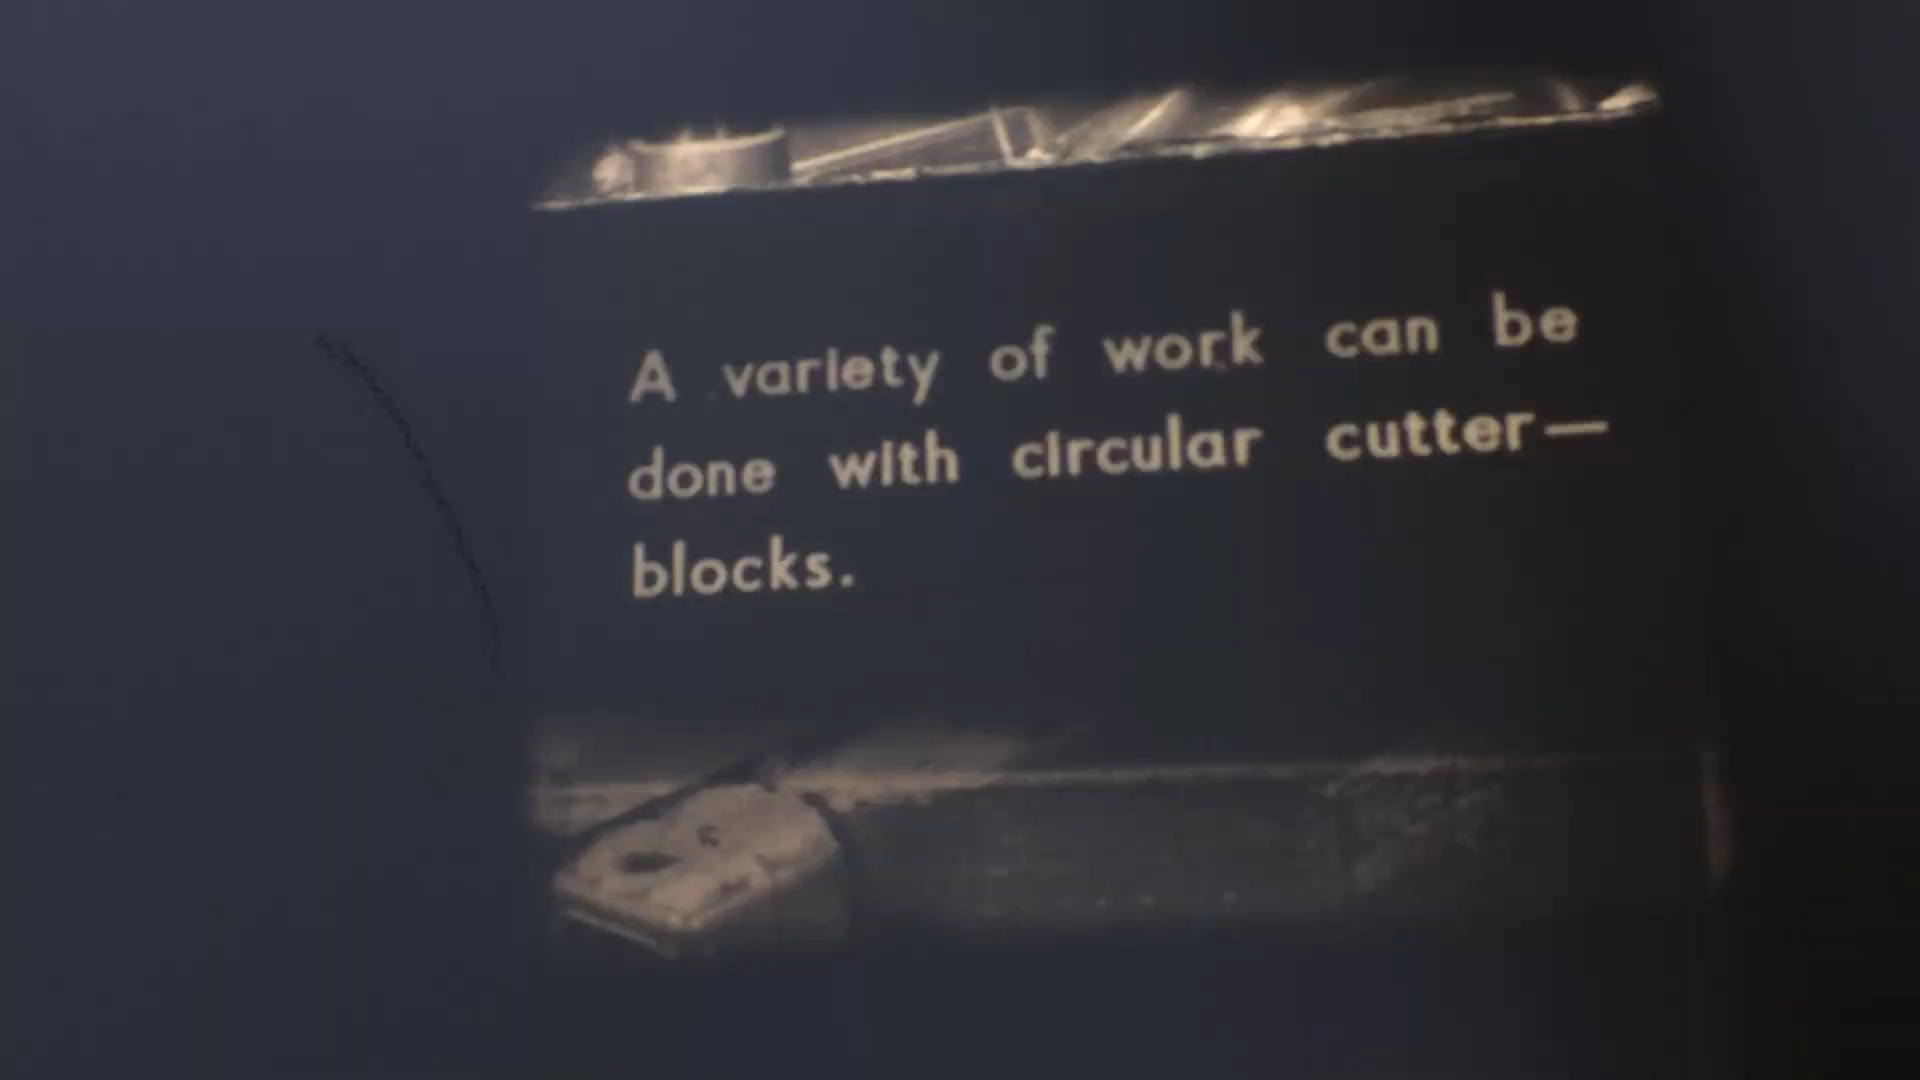 A variety of work can be
done with circular cutter—
blocks.